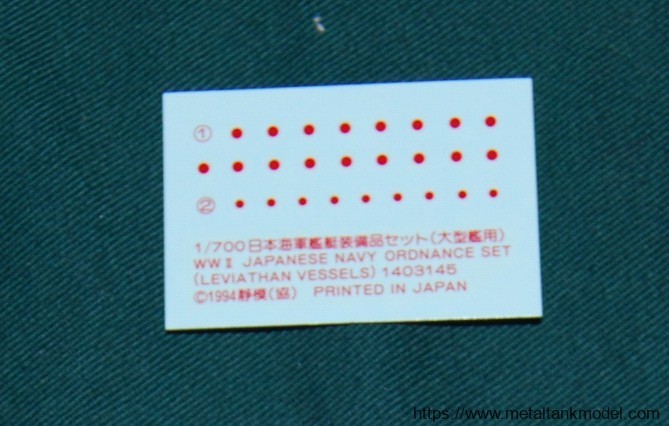 ①
②
1/700日本海軍艦艇装備品セット(大型艦用)
WWⅡ JAPANESE NAVY ORDNANCE SET
(LEVIATHAN VESSELS) 1403145
©1994静模(協) PRINTED IN JAPAN
https://www.metaltankmodel.com